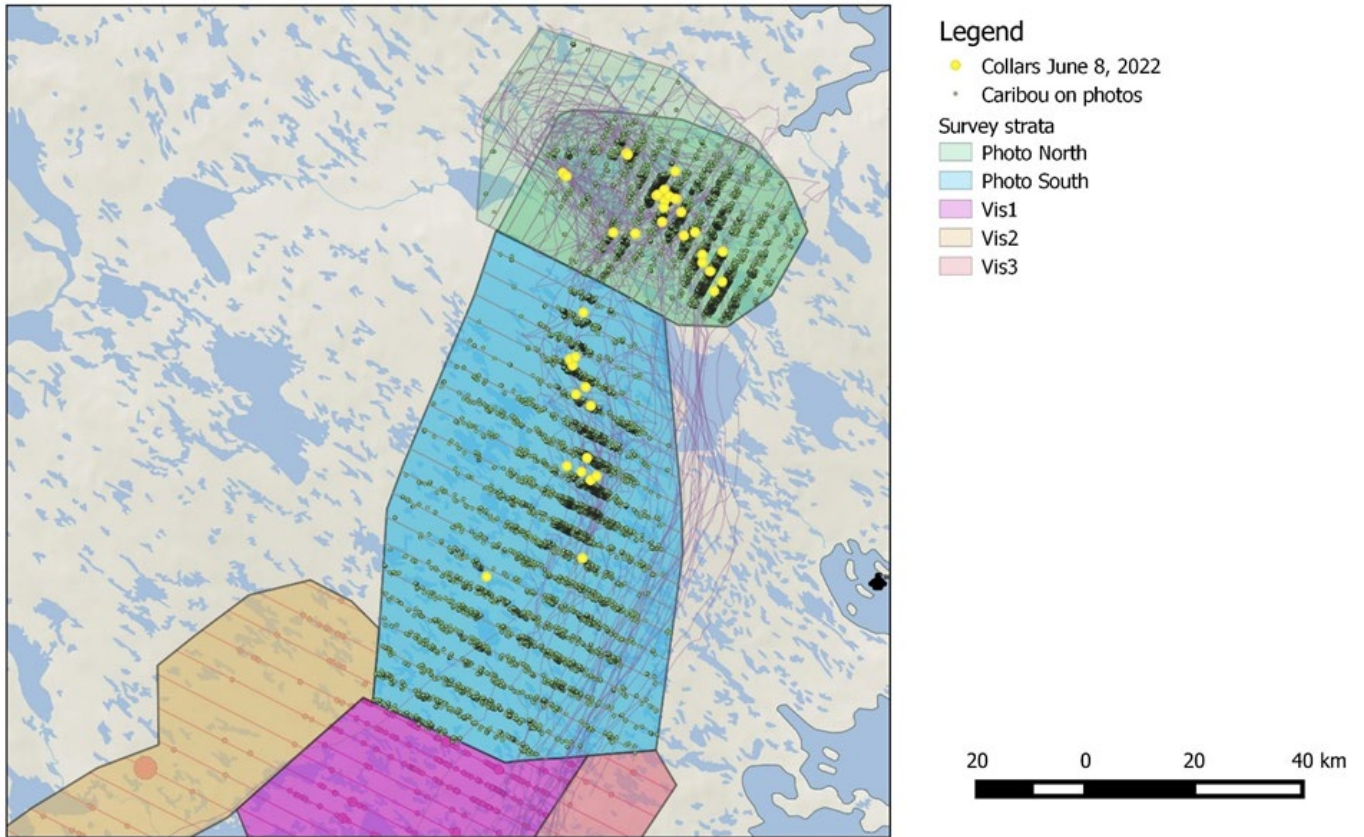 Legend
Collars June 8, 2022
Caribou on photos
Survey strata
Photo North
Photo South
Vis1
Vis2
Vis3
20 0 20 40 km